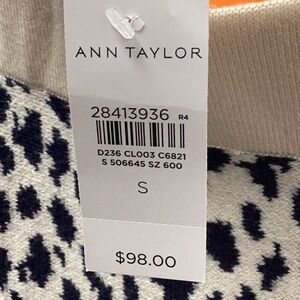 ANN TAYLOR
28413936 R4
D236 CL003 C6821
S 506645 SZ 600
S
$98.00